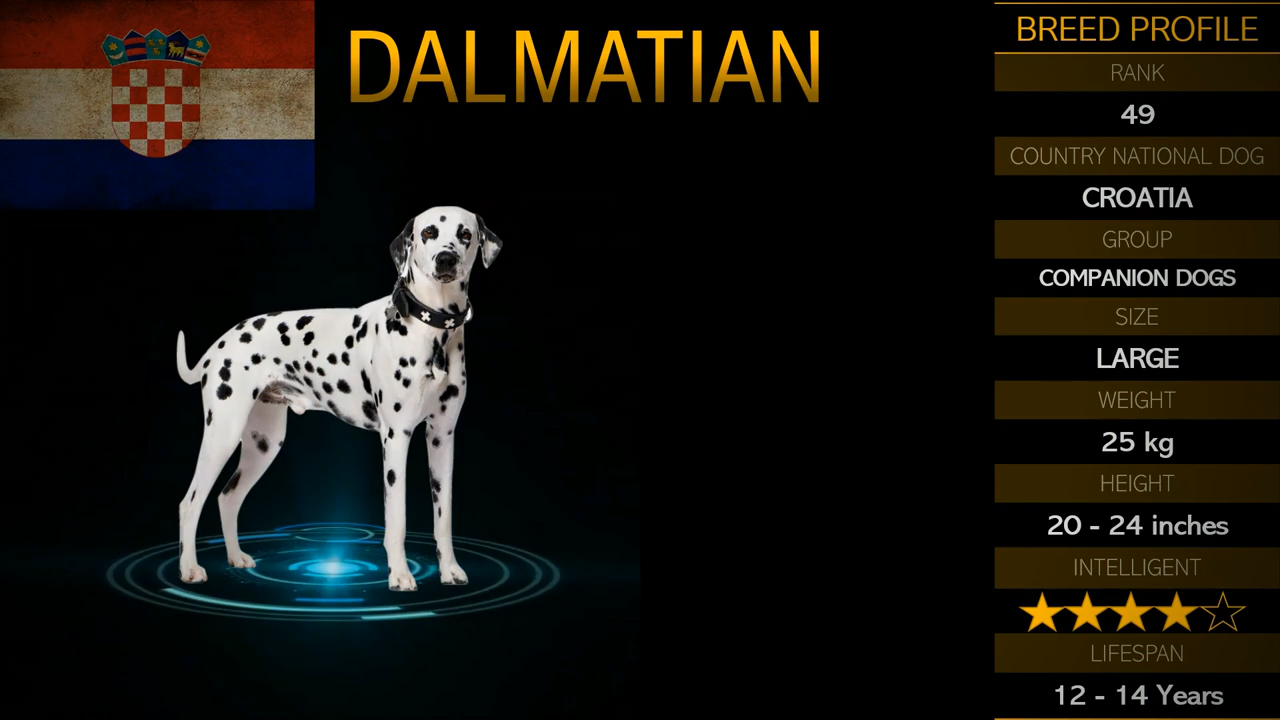 DALMATIAN
BREED PROFILE
RANK
49
COUNTRY NATIONAL DOG
CROATIA
GROUP
COMPANION DOGS
SIZE
LARGE
WEIGHT
25 kg
HEIGHT
20 - 24 inches
INTELLIGENT
LIFESPAN
12 - 14 Years